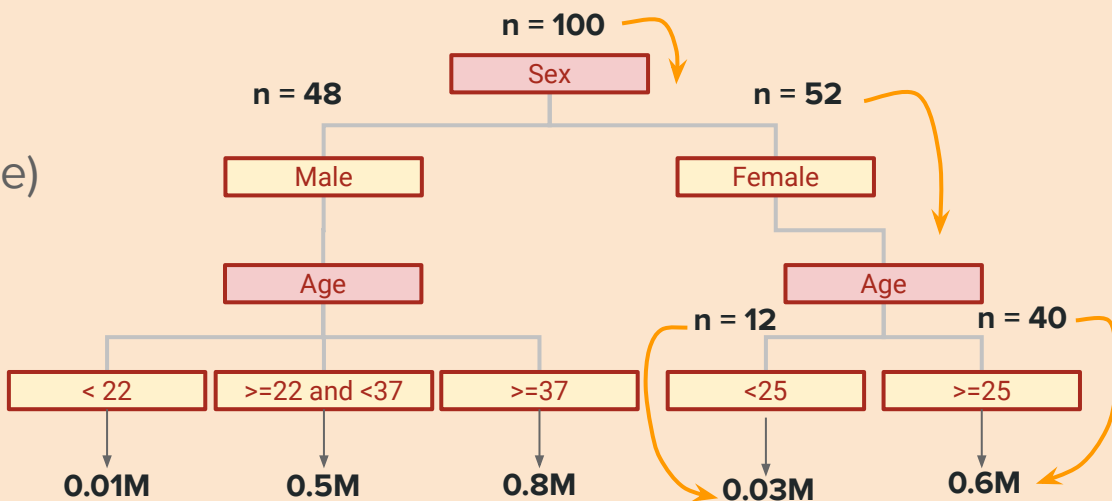 n = 100
Sex
n = 48
n = 52
e)
Male
Female
Age
Age
n = 12
n = 40
< 22
>=22 and <37
>=37
<25
>=25
0.01M
0.5M
0.8M
0.03M
0.6M